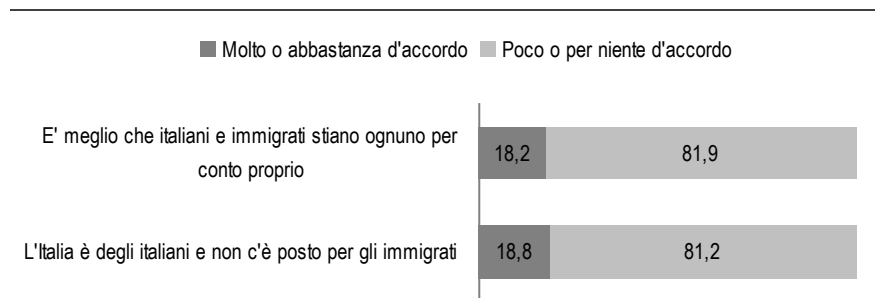 Molto o abbastanza d'accordo Poco o per niente d'accordo
E' meglio che italiani e immigrati stiano ognuno per
conto proprio
18,2 81,9
L'Italia è degli italiani e non c'è posto per gli immigrati
18,8 81,2